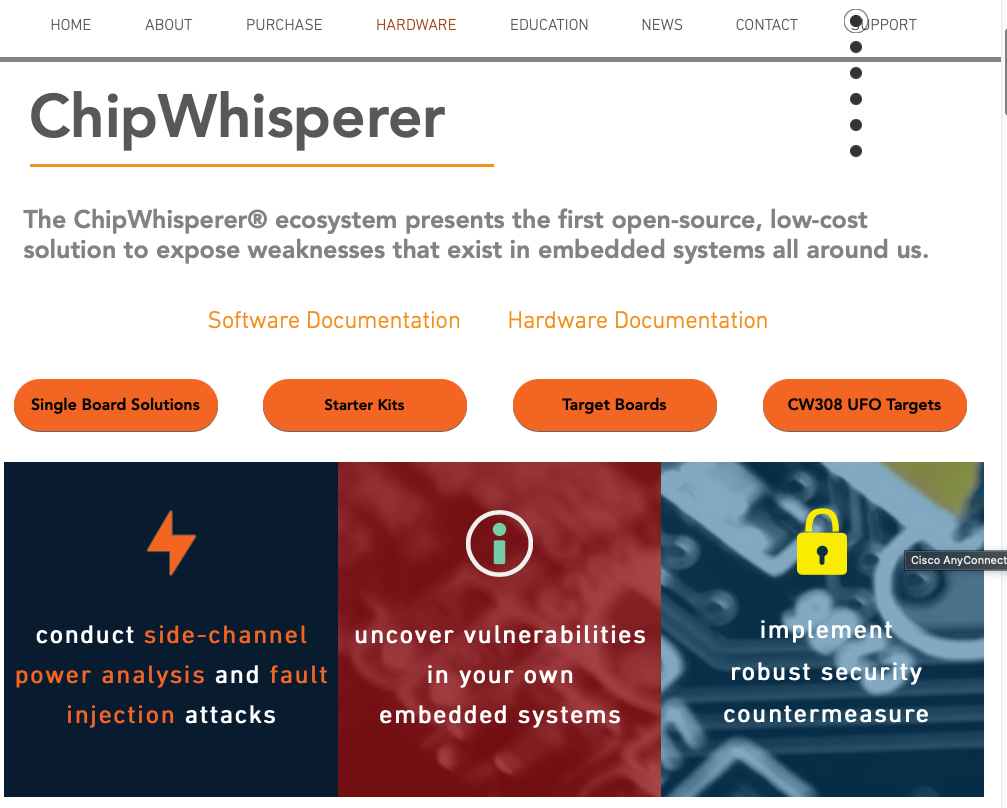 HOME ABOUT PURCHASE HARDWARE EDUCATION NEWS CONTACT SUPPORT
ChipWhisperer
The ChipWhisperer® ecosystem presents the first open-source, low-cost
solution to expose weaknesses that exist in embedded systems all around us.
Software Documentation Hardware Documentation
Single Board Solutions Starter Kits Target Boards CW308 UFO Targets
Cisco AnyConnect
conduct side-channel
power analysis and fault
injection attacks
uncover vulnerabilities
in your own
embedded systems
implement
robust security
countermeasure